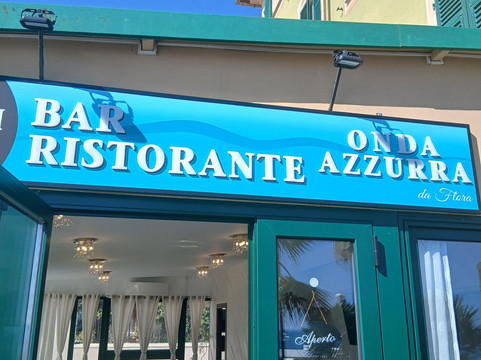 BAR
RISTORANTE
ONDA
AZZURRA
da Flora
Aperto